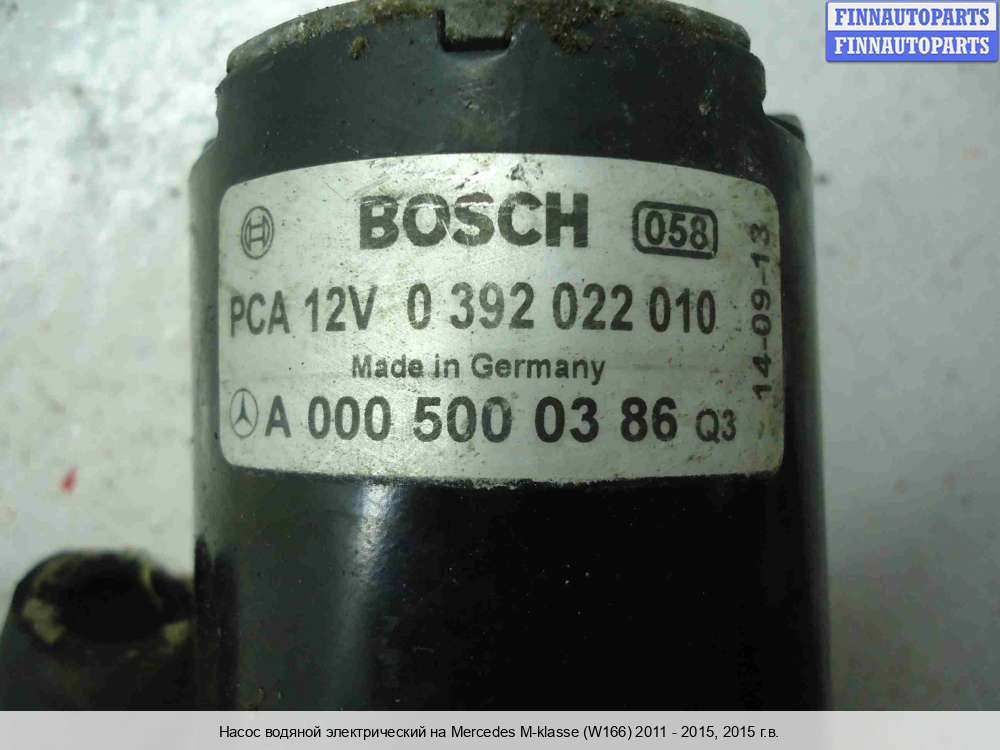 FINNAUTOPARTS
FINNAUTOPARTS
BOSCH 058
PCA 12V 0 392 022 010
Made in Germany
A 000 500 03 86 Q3
14-09-13
Насос водяной электрический на Mercedes M-klasse (W166) 2011 - 2015, 2015 г.в.